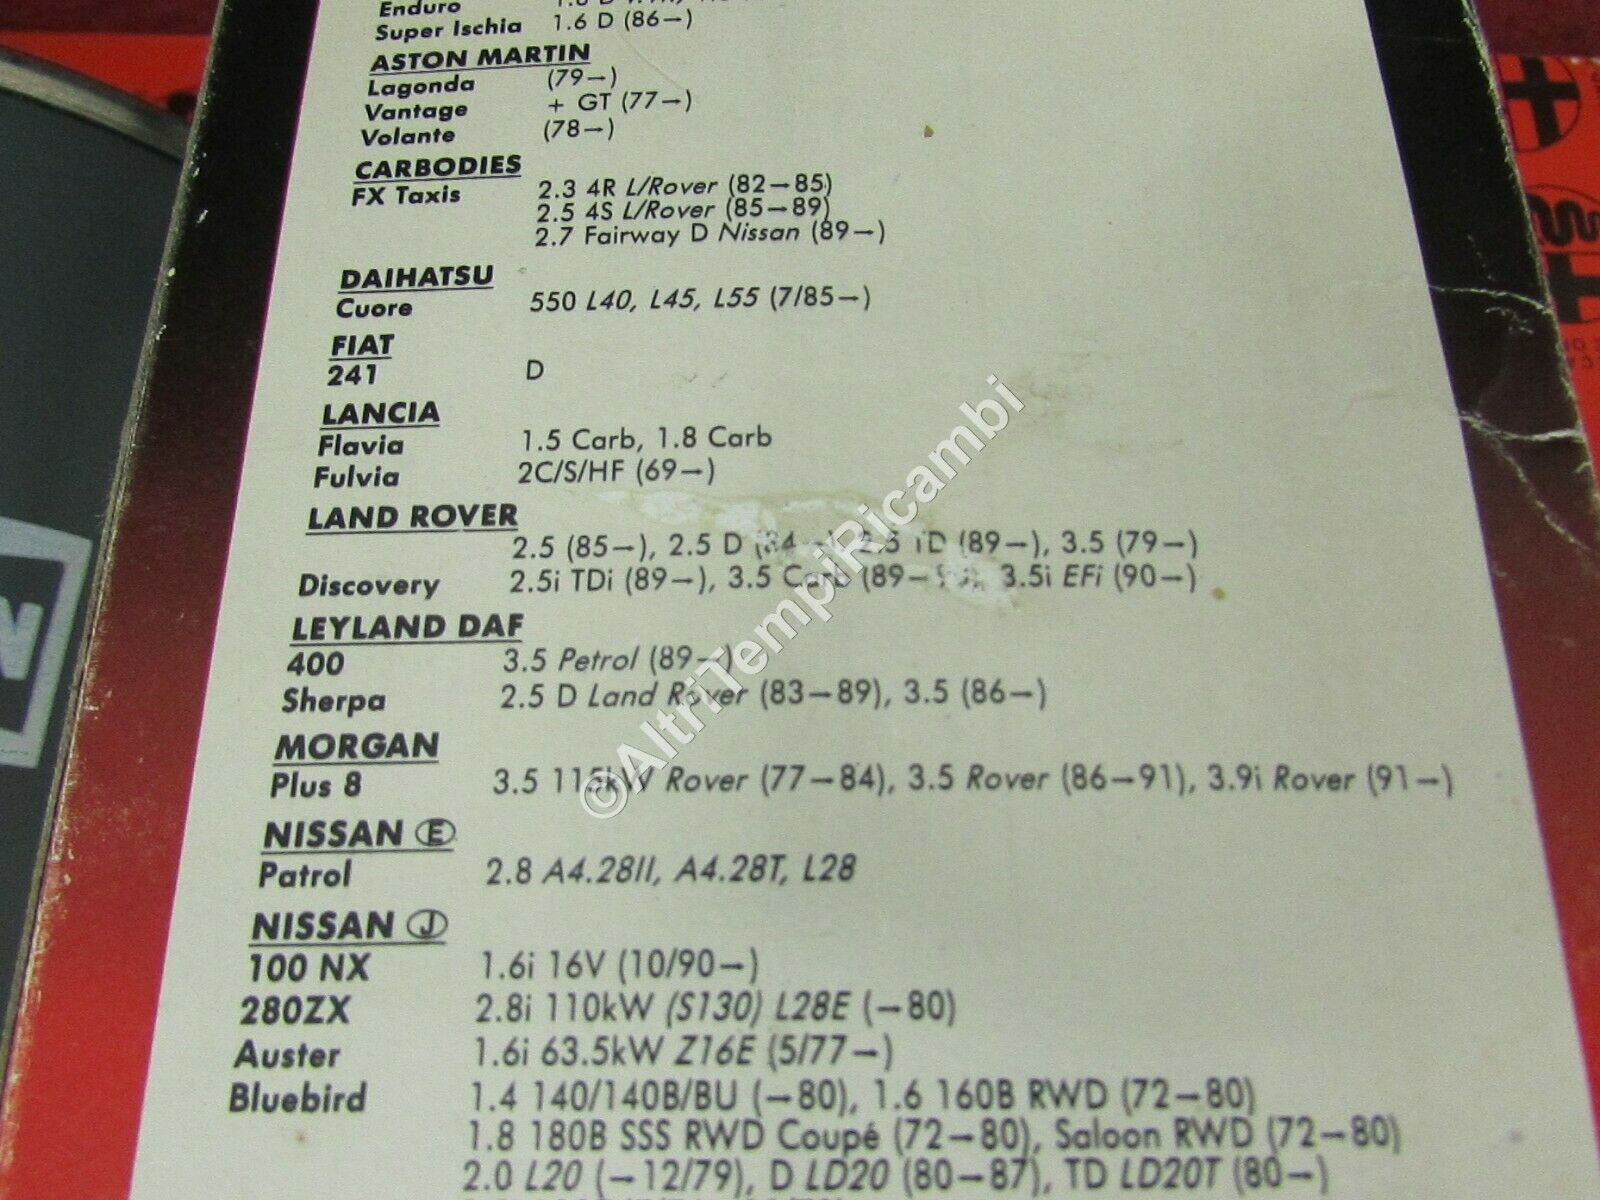 Enduro
Super Ischia 1.6 D (86–)
ASTON MARTIN
Lagonda (79–)
Vantage + GT (77–)
Volante (78–)
CARBODIES
FX Taxis 2.3 4R L/Rover (82–85)
2.5 4S L/Rover (85–89)
2.7 Fairway D Nissan (89–)
DAIHATSU
Cuore 550 L40, L45, L55 (7/85–)
FIAT
241 D
LANCIA
Flavia 1.5 Carb, 1.8 Carb
Fulvia 2C/S/HF (69–)
LAND ROVER
2.5 (85–), 2.5 D (84–), 2.5 TD (89–), 3.5 (79–)
Discovery 2.5i TDi (89–), 3.5 Carb (89– 3.5i EFi (90–)
LEYLAND DAF
400 3.5 Petrol (89–)
Sherpa 2.5 D Land Rover (83–89), 3.5 (86–)
MORGAN
Plus 8 3.5 115kW Rover (77–84), 3.5 Rover (86–91), 3.9i Rover (91–)
NISSAN E
Patrol 2.8 A4.28II, A4.28T, L28
NISSAN J
100 NX 1.6i 16V (10/90–)
280ZX 2.8i 110kW (S130) L28E (–80)
Auster 1.6i 63.5kW Z16E (5/77–)
Bluebird 1.4 140/140B/BU (–80), 1.6 160B RWD (72–80)
1.8 180B SSS RWD Coupé (72–80), Saloon RWD (72–80)
2.0 L20 (–12/79), D LD20 (80–87), TD LD20T (80–)
©AltriTempiRicambi